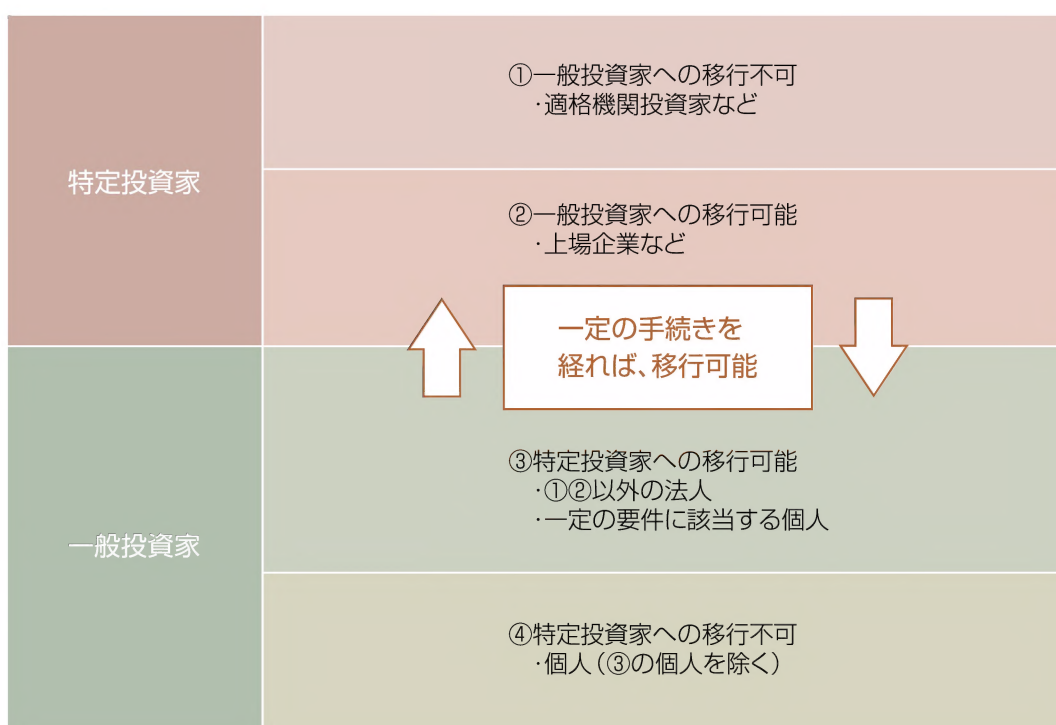 特定投資家
①一般投資家への移行不可
・適格機関投資家など
②一般投資家への移行可能
・上場企業など
一定の手続きを
経れば、移行可能
一般投資家
③特定投資家への移行可能
・①②以外の法人
・一定の要件に該当する個人
④特定投資家への移行不可
・個人（③の個人を除く）